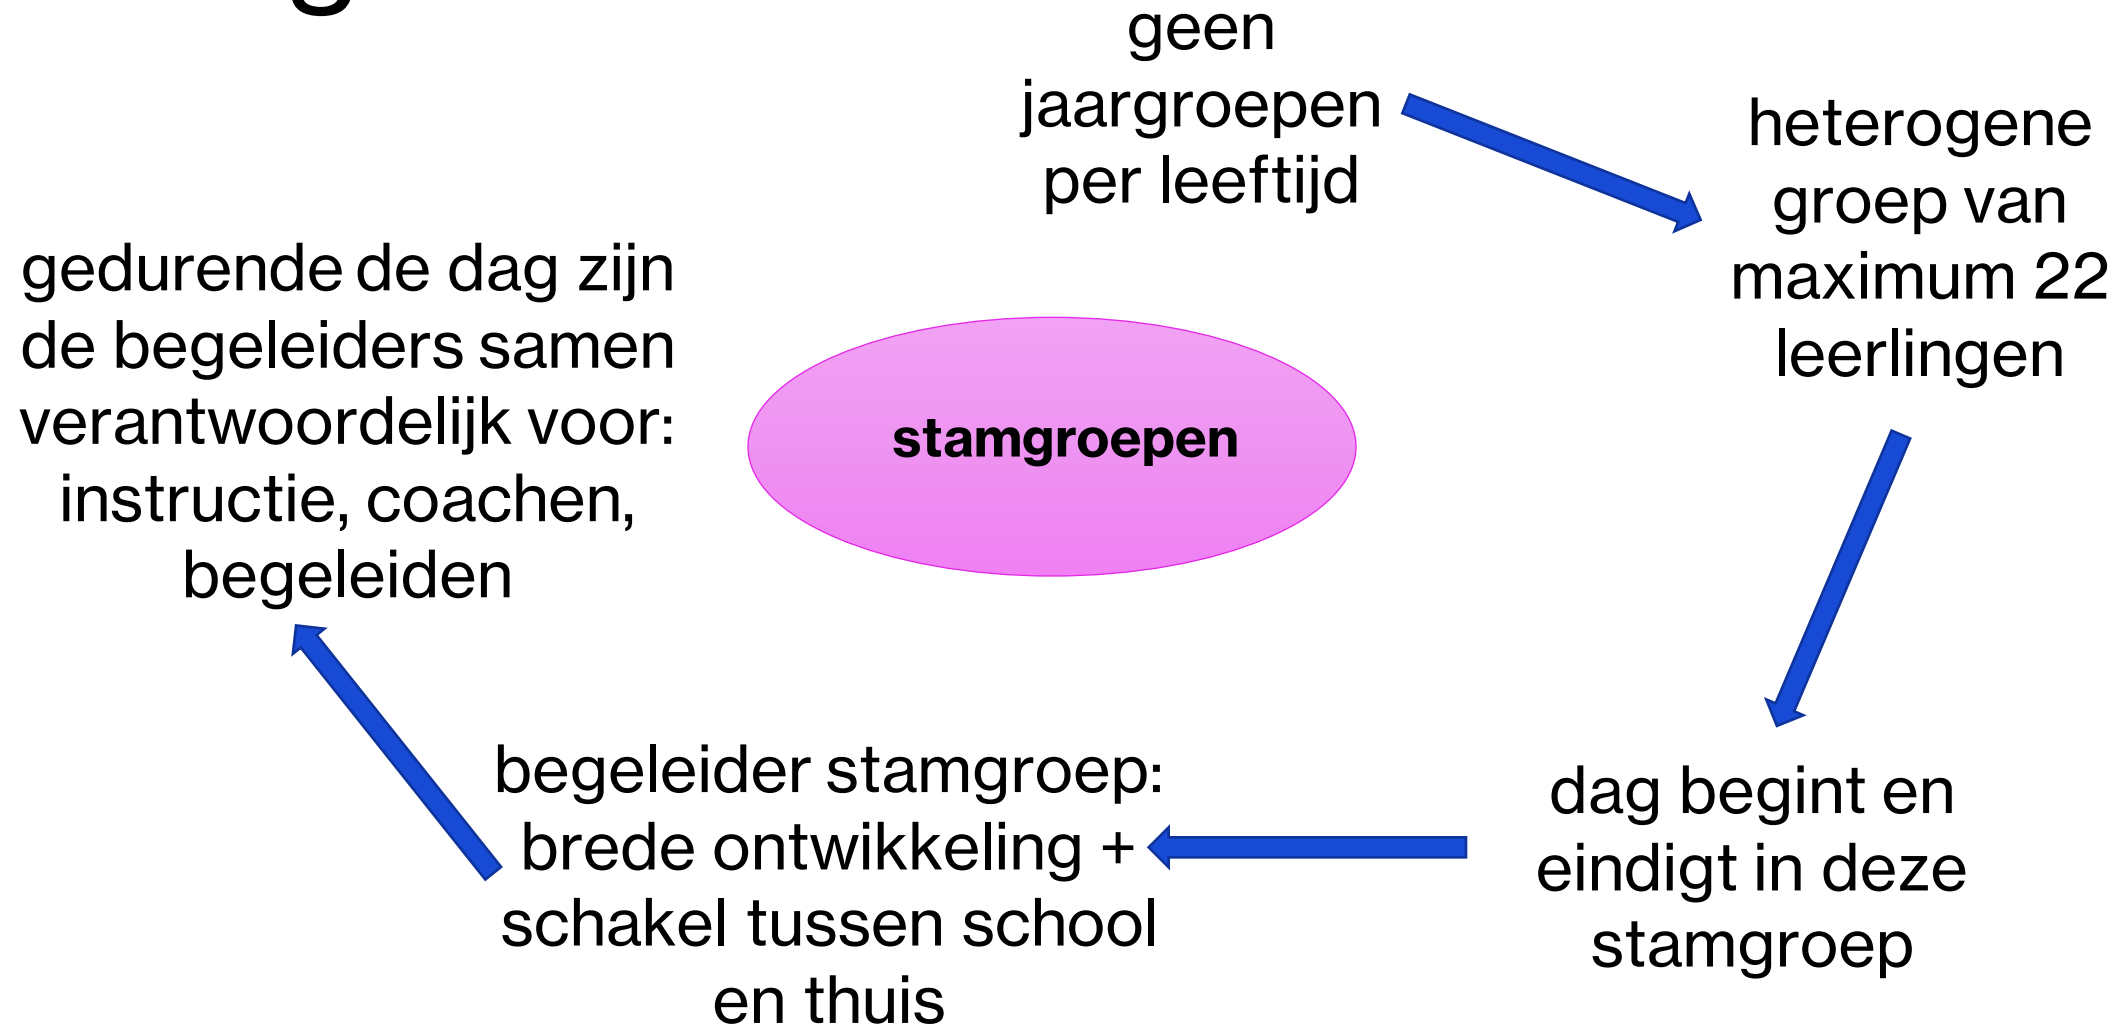 geen
jaargroepen
per leeftijd
heterogene
groep van
maximum 22
leerlingen
dag begint en
eindigt in deze
stamgroep
begeleider stamgroep:
brede ontwikkeling +
schakel tussen school
en thuis
gedurende de dag zijn
de begeleiders samen
verantwoordelijk voor:
instructie, coachen,
begeleiden
stamgroepen